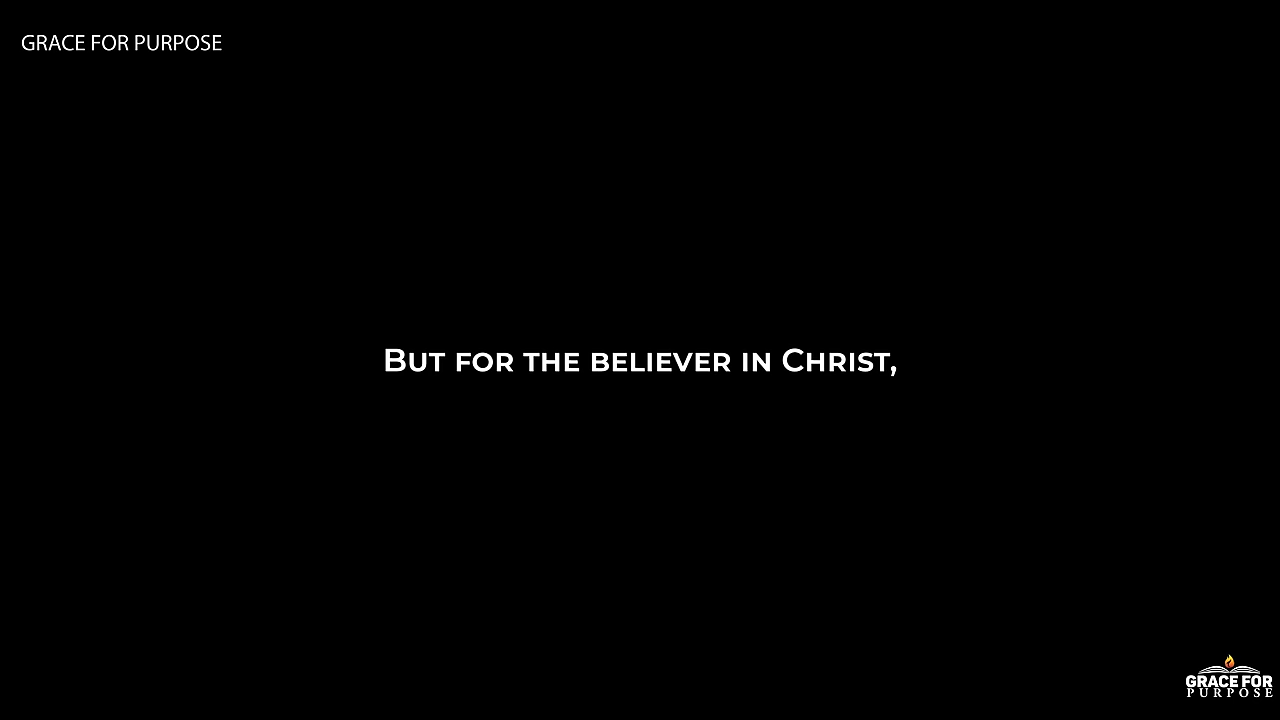 GRACE FOR PURPOSE
But for the believer in Christ,
GRACE FOR
PURPOSE